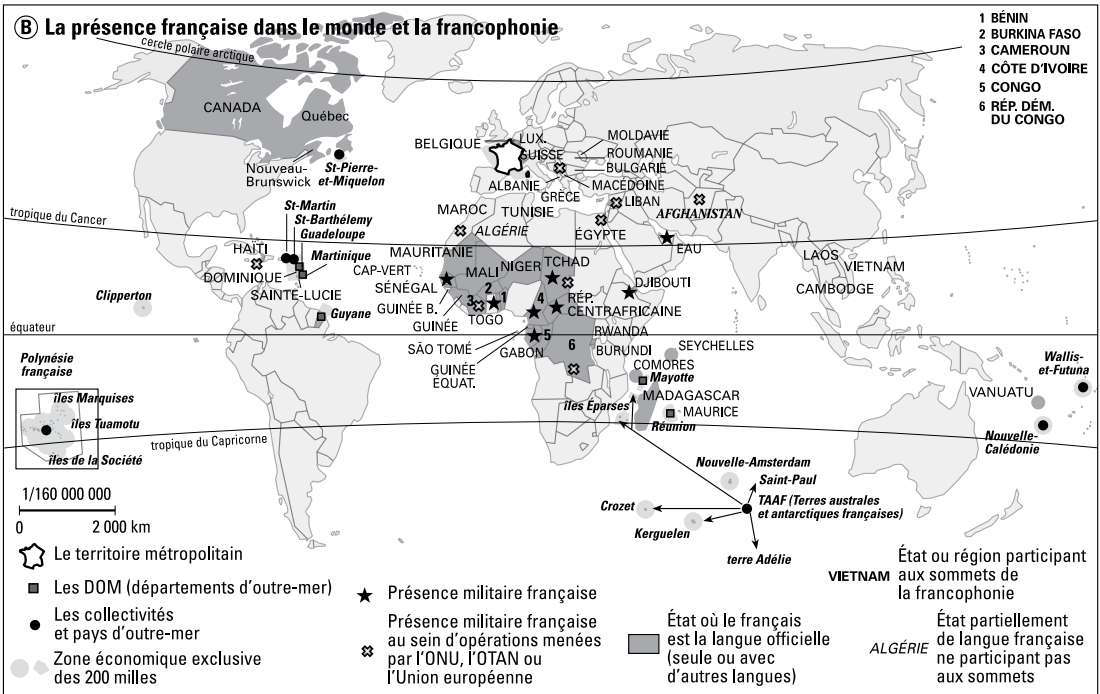 B La présence française dans le monde et la francophonie
1 BÉNIN
2 BURKINA FASO
3 CAMEROUN
4 CÔTE D'IVOIRE
5 CONGO
6 RÉP. DÉM.
DU CONGO
cercle polaire arctique
CANADA
Québec
Nouveau-
Brunswick
St-Pierre-
et-Miquelon
BELGIQUE
LUX.
SUISSE
MOLDAVIE
ROUMANIE
BULGARIE
ALBANIE
MACÉDOINE
GRÈCE
LIBAN
AFGHANISTAN
tropique du Cancer
St-Martin
St-Barthélemy
Guadeloupe
Martinique
HAÏTI
DOMINIQUE
SAINTE-LUCIE
Guyane
Clipperton
MAROC
TUNISIE
ALGÉRIE
ÉGYPTE
EAU
MAURITANIE
CAP-VERT
MALI
NIGER
TCHAD
SÉNÉGAL
GUINÉE B.
GUINÉE
2
3
1
4
TOGO
RÉP.
CENTRAFRICAINE
DJIBOUTI
LAOS
VIETNAM
CAMBODGE
équateur
SÃO TOMÉ
GUINÉE
ÉQUAT.
GABON
5
6
RWANDA
BURUNDI
SEYCHELLES
COMORES
Mayotte
MADAGASCAR
MAURICE
Réunion
îles Éparses
Polynésie
française
îles Marquises
îles Tuamotu
îles de la Société
tropique du Capricorne
Wallis-
et-Futuna
VANUATU
Nouvelle-
Calédonie
Nouvelle-Amsterdam
Saint-Paul
Crozet
TAAF (Terres australes
et antarctiques françaises)
Kerguelen
terre Adélie
1/160 000 000
0 2 000 km
Le territoire métropolitain
Les DOM (départements d'outre-mer)
Les collectivités
et pays d'outre-mer
Zone économique exclusive
des 200 milles
Présence militaire française
Présence militaire française
au sein d'opérations menées
par l'ONU, l'OTAN ou
l'Union européenne
État où le français
est la langue officielle
(seule ou avec
d'autres langues)
VIETNAM
État ou région participant
aux sommets de
la francophonie
ALGÉRIE
État partiellement
de langue française
ne participant pas
aux sommets